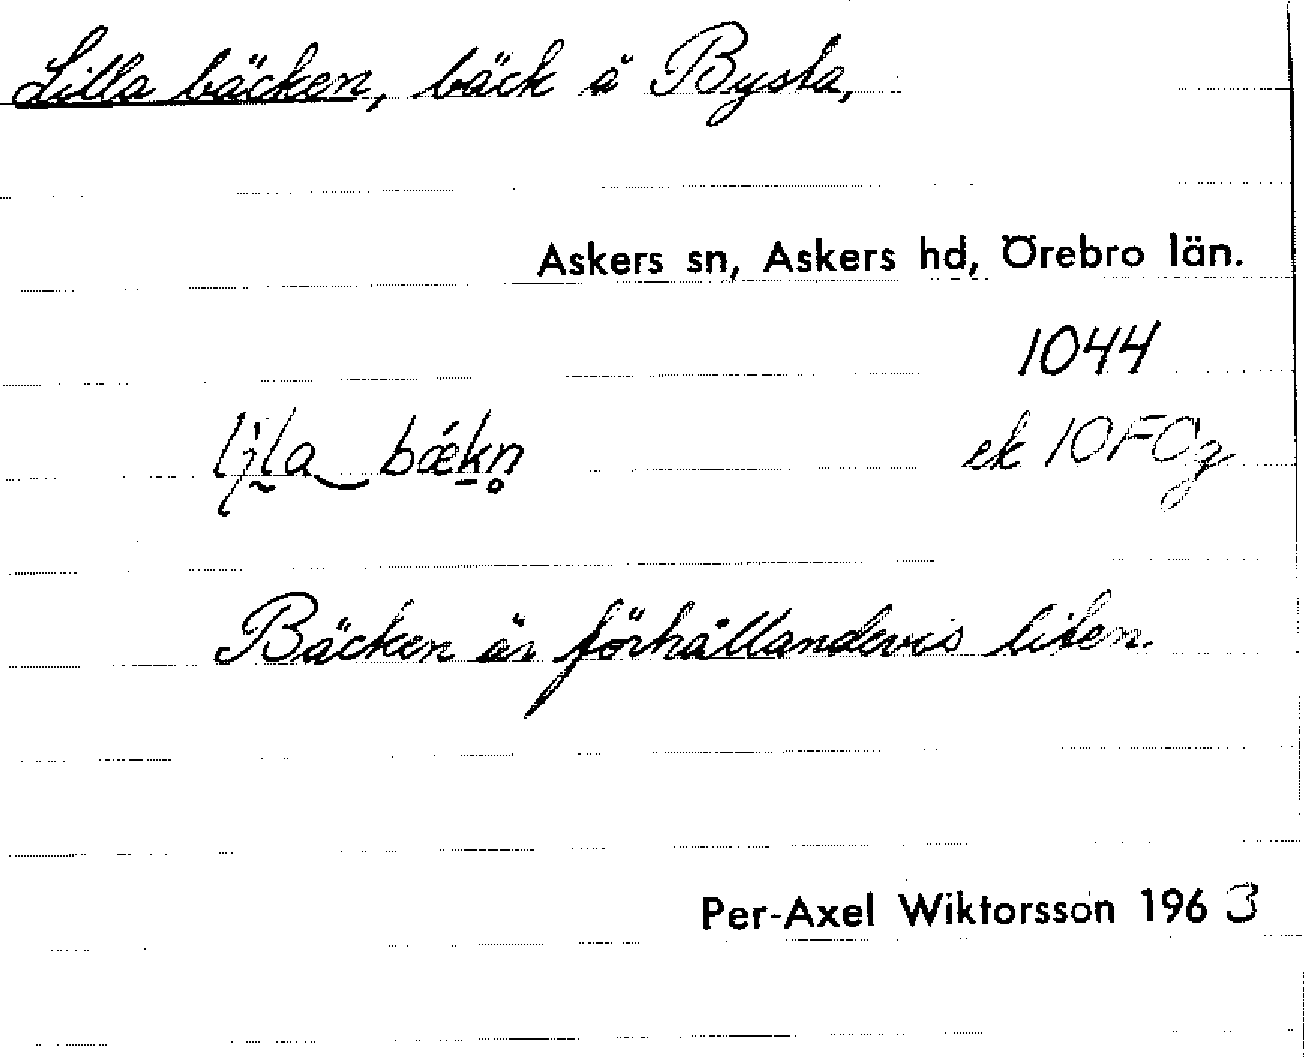 Lilla bäcken, bäck å Bysta,
Askers sn, Askers hd, Örebro län.
1044
ek 10F0g
Bäcken är förhållandevis liten.
Per-Axel Wiktorsson 1963